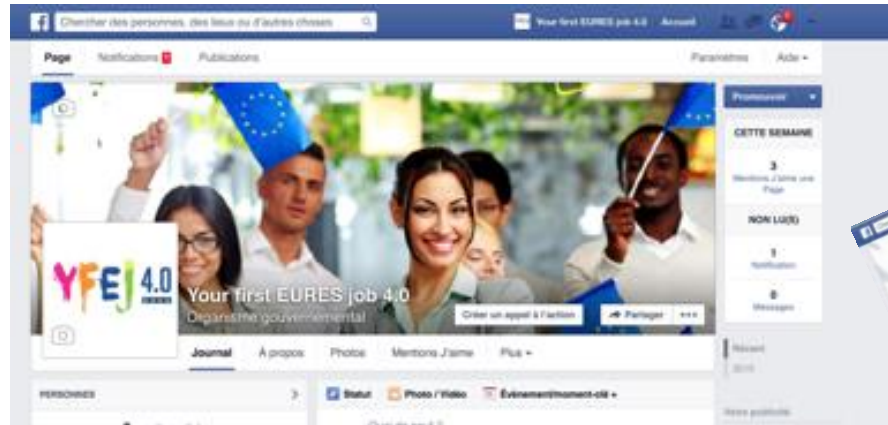 f Chercher des personnes, des lieux ou d'autres choses
Your first EURES job 4.0 Accueil
Page Notifications Publications Paramètres Aide
Promouvoir
CETTE SEMAINE
3
Mentions J'aime une Page
NON LU(S)
1
Notification
0
Messages
YFEJ 4.0
Your first EURES job 4.0
Organisme gouvernemental
Créer un appel à l'action Partager
Journal À propos Photos Mentions J'aime Plus
Récent
2015
PERSONNES
Statut Photo / Vidéo Évènement/moment-clé +
Votre publicité